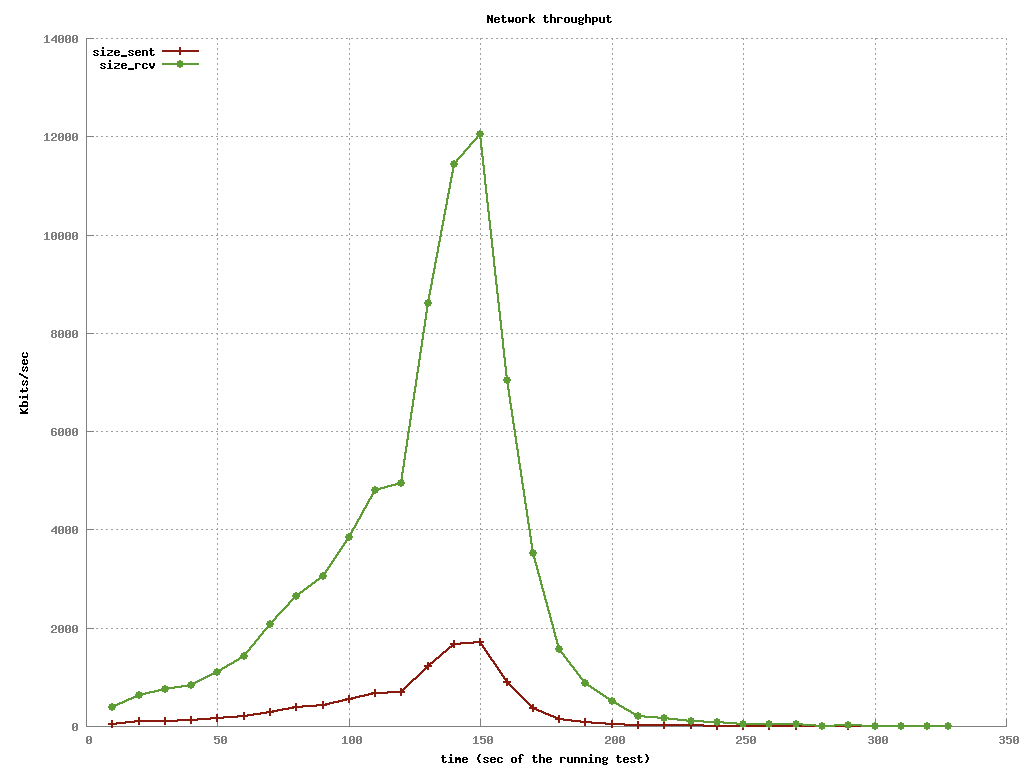 Network throughput
size_sent
size_rcv
14000
12000
10000
8000
6000
4000
2000
0
Kbits/sec
0 50 100 150 200 250 300 350
time (sec of the running test)